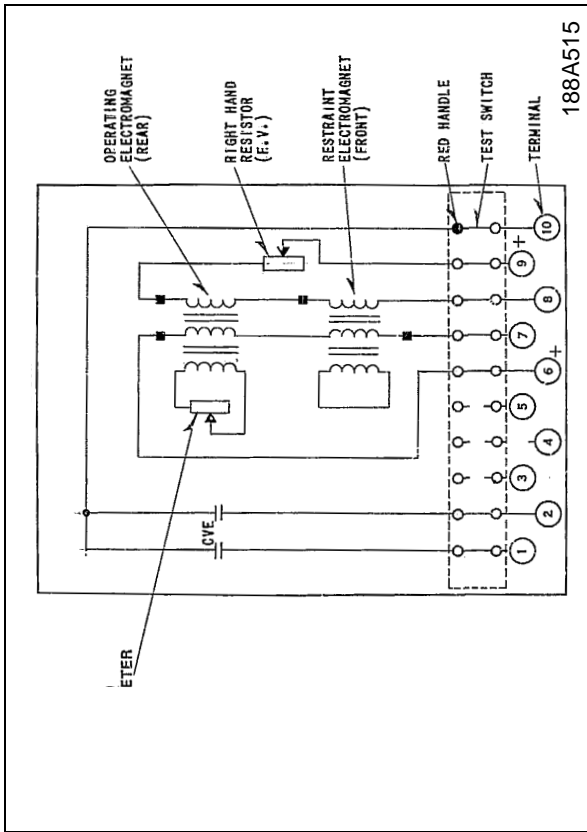 OPERATING
ELECTROMAGNET
(REAR)
RIGHT HAND
RESISTOR
(F.V.)
RESTRAINT
ELECTROMAGNET
(FRONT)
RED HANDLE
TEST SWITCH
TERMINAL
ETER
CVE
1
2
3
4
5
6
+
7
8
9
+
10
188A515